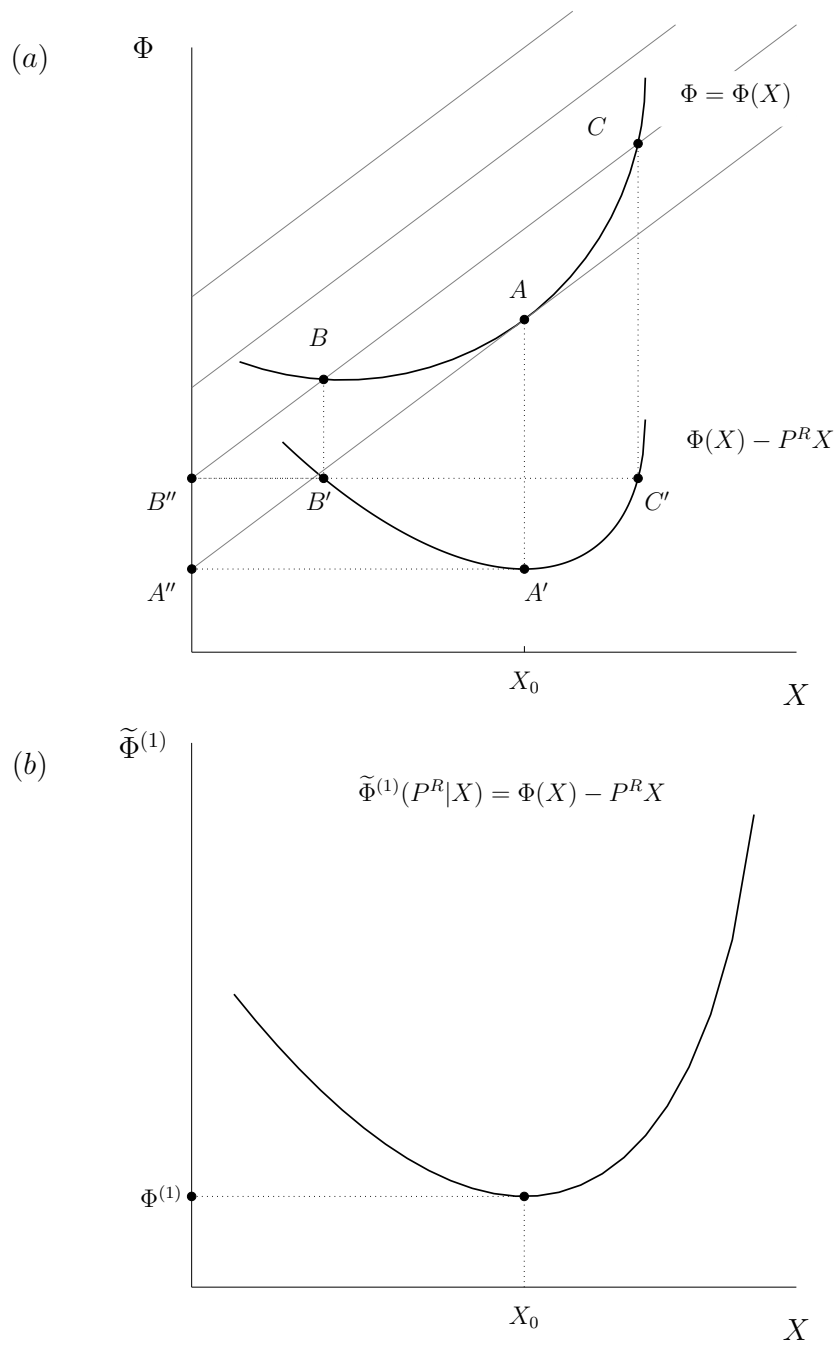 (a)
Φ
Φ = Φ(X)
C
A
B
Φ(X) − P^R X
B′′
B′
C′
A′′
A′
X₀
X
(b)
Φ̃⁽¹⁾
Φ̃⁽¹⁾(P^R|X) = Φ(X) − P^R X
Φ⁽¹⁾
X₀
X